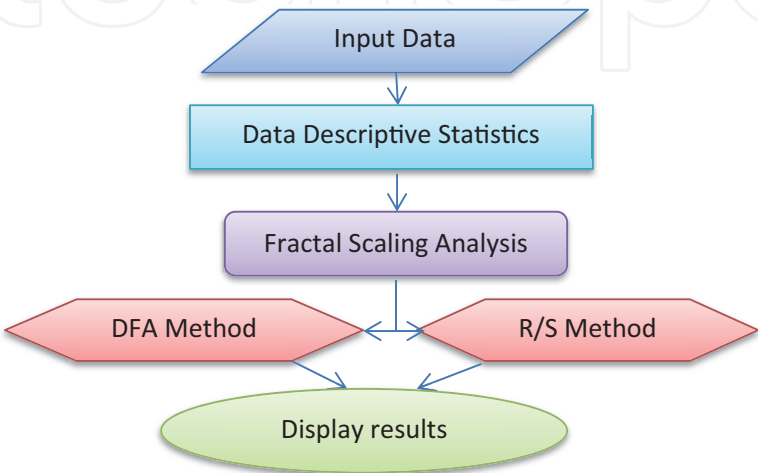 Input Data
Data Descriptive Statistics
Fractal Scaling Analysis
DFA Method
R/S Method
Display results